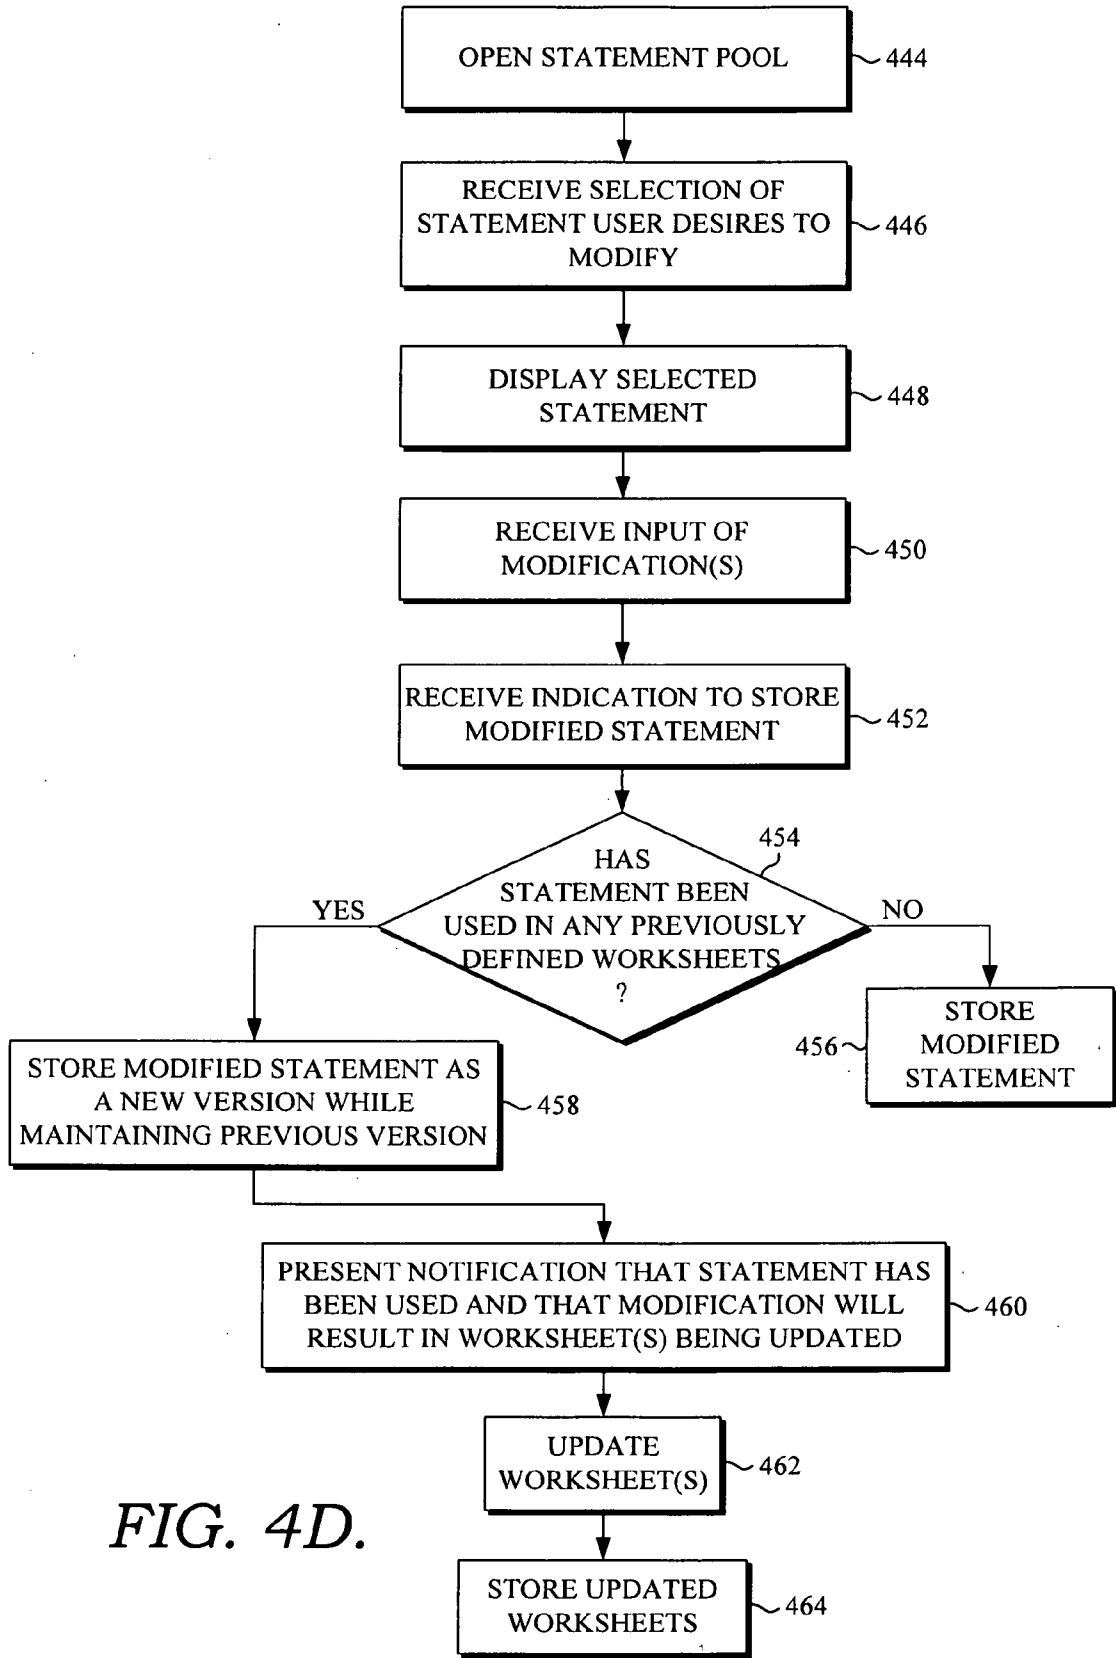 OPEN STATEMENT POOL
444
RECEIVE SELECTION OF
STATEMENT USER DESIRES TO
MODIFY
446
DISPLAY SELECTED
STATEMENT
448
RECEIVE INPUT OF
MODIFICATION(S)
450
RECEIVE INDICATION TO STORE
MODIFIED STATEMENT
452
454
HAS
STATEMENT BEEN
USED IN ANY PREVIOUSLY
DEFINED WORKSHEETS
?
YES
NO
STORE
MODIFIED
STATEMENT
456
STORE MODIFIED STATEMENT AS
A NEW VERSION WHILE
MAINTAINING PREVIOUS VERSION
458
PRESENT NOTIFICATION THAT STATEMENT HAS
BEEN USED AND THAT MODIFICATION WILL
RESULT IN WORKSHEET(S) BEING UPDATED
460
UPDATE
WORKSHEET(S)
462
STORE UPDATED
WORKSHEETS
464
FIG. 4D.